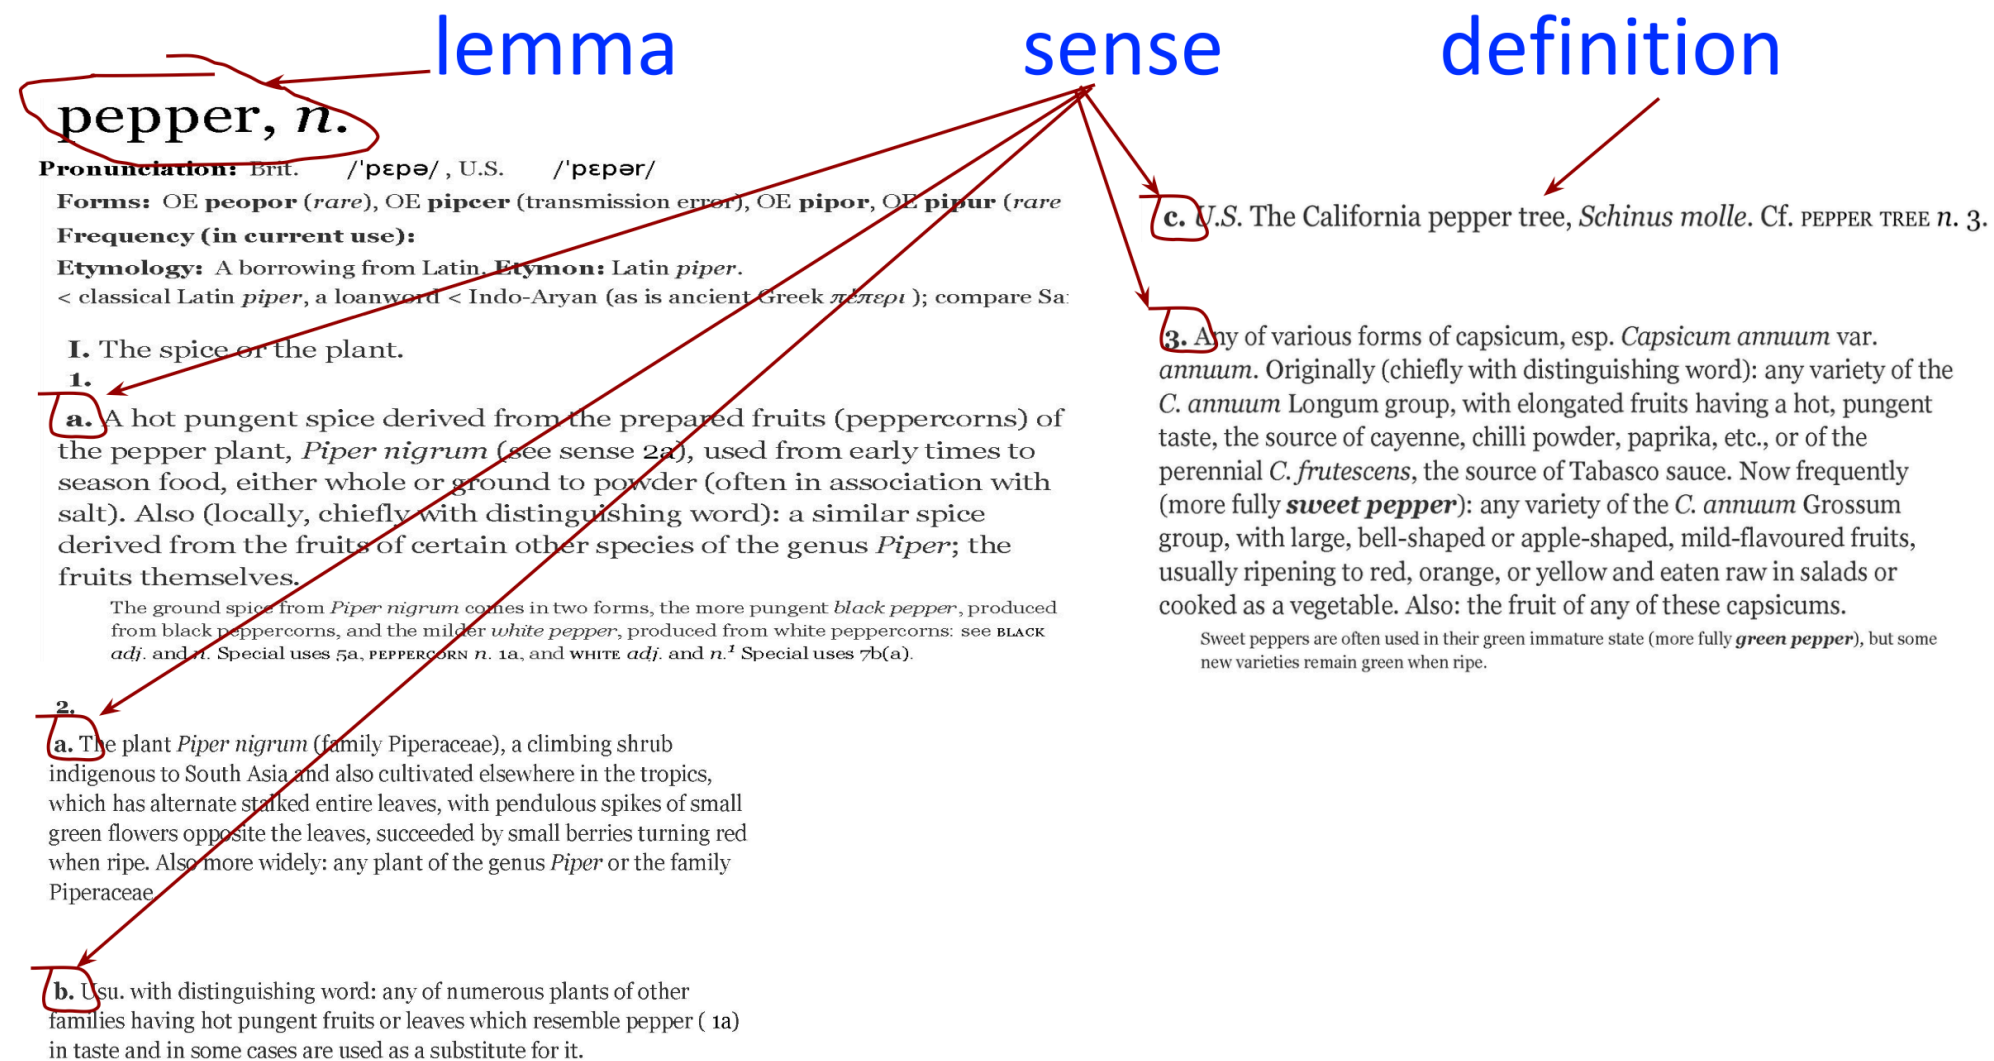 lemma
sense
definition
pepper, n.
Pronunciation: Brit. /ˈpɛpə/ , U.S. /ˈpɛpər/
Forms: OE peopor (rare), OE pipcer (transmission error), OE pipor, OE pipur (rare
Frequency (in current use):
Etymology: A borrowing from Latin. Etymon: Latin piper.
< classical Latin piper, a loanword < Indo-Aryan (as is ancient Greek πέπερι ); compare Sa
I. The spice or the plant.
1.
a. A hot pungent spice derived from the prepared fruits (peppercorns) of
the pepper plant, Piper nigrum (see sense 2a), used from early times to
season food, either whole or ground to powder (often in association with
salt). Also (locally, chiefly with distinguishing word): a similar spice
derived from the fruits of certain other species of the genus Piper; the
fruits themselves.
The ground spice from Piper nigrum comes in two forms, the more pungent black pepper, produced
from black peppercorns, and the milder white pepper, produced from white peppercorns: see BLACK
adj. and n. Special uses 5a, PEPPERCORN n. 1a, and WHITE adj. and n.¹ Special uses 7b(a).
2.
a. The plant Piper nigrum (family Piperaceae), a climbing shrub
indigenous to South Asia and also cultivated elsewhere in the tropics,
which has alternate stalked entire leaves, with pendulous spikes of small
green flowers opposite the leaves, succeeded by small berries turning red
when ripe. Also more widely: any plant of the genus Piper or the family
Piperaceae.
b. Usu. with distinguishing word: any of numerous plants of other
families having hot pungent fruits or leaves which resemble pepper ( 1a)
in taste and in some cases are used as a substitute for it.
c. U.S. The California pepper tree, Schinus molle. Cf. PEPPER TREE n. 3.
3. Any of various forms of capsicum, esp. Capsicum annuum var.
annuum. Originally (chiefly with distinguishing word): any variety of the
C. annuum Longum group, with elongated fruits having a hot, pungent
taste, the source of cayenne, chilli powder, paprika, etc., or of the
perennial C. frutescens, the source of Tabasco sauce. Now frequently
(more fully sweet pepper): any variety of the C. annuum Grossum
group, with large, bell-shaped or apple-shaped, mild-flavoured fruits,
usually ripening to red, orange, or yellow and eaten raw in salads or
cooked as a vegetable. Also: the fruit of any of these capsicums.
Sweet peppers are often used in their green immature state (more fully green pepper), but some
new varieties remain green when ripe.